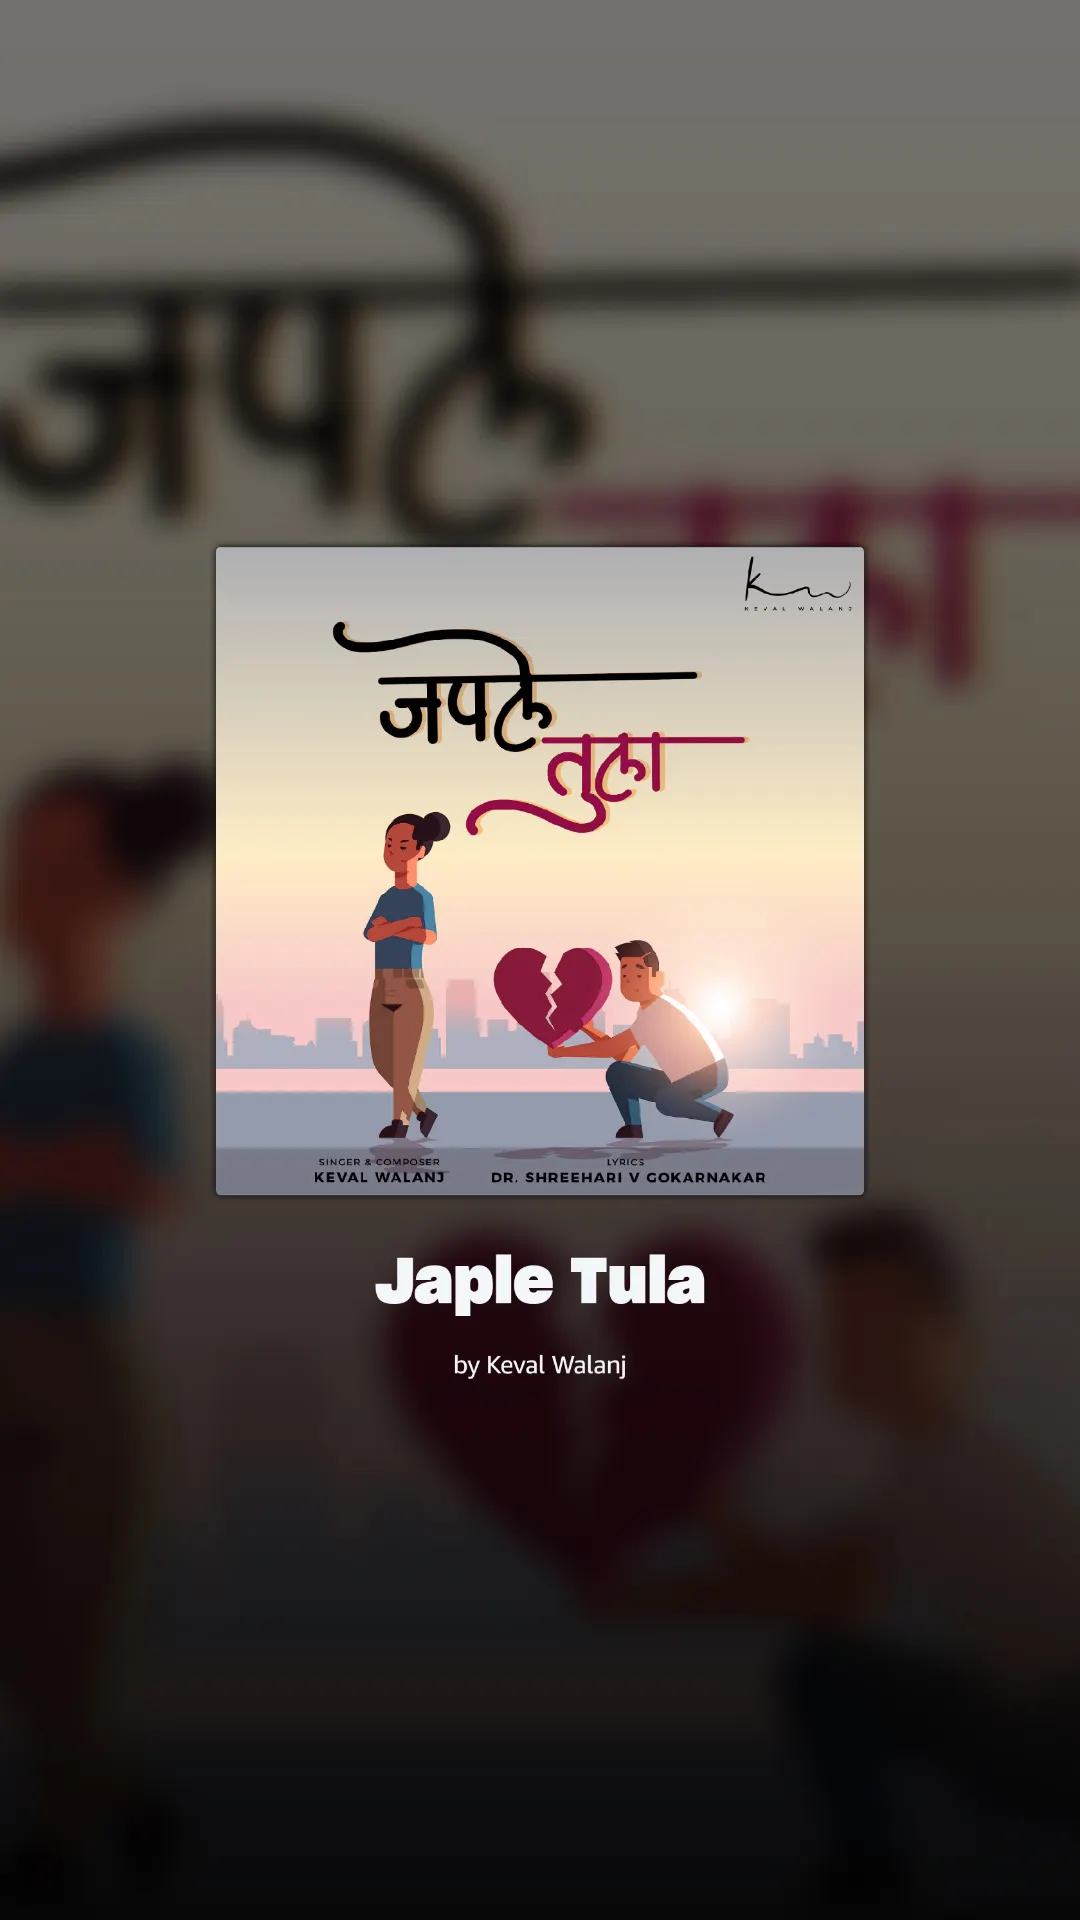 KEVAL WALANJ
जपले
तुला
SINGER & COMPOSER
KEVAL WALANJ
LYRICS
DR. SHREEHARI V GOKARNAKAR
Japle Tula
by Keval Walanj